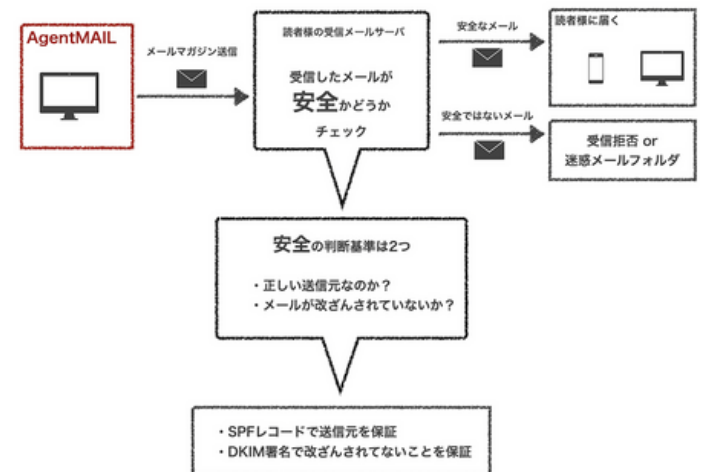 AgentMAIL
メールマガジン送信
読者様の受信メールサーバ
受信したメールが
安全かどうか
チェック
安全なメール
読者様に届く
安全ではないメール
受信拒否 or
迷惑メールフォルダ
安全の判断基準は2つ
・正しい送信元なのか？
・メールが改ざんされていないか？
・SPFレコードで送信元を保証
・DKIM署名で改ざんされてないことを保証